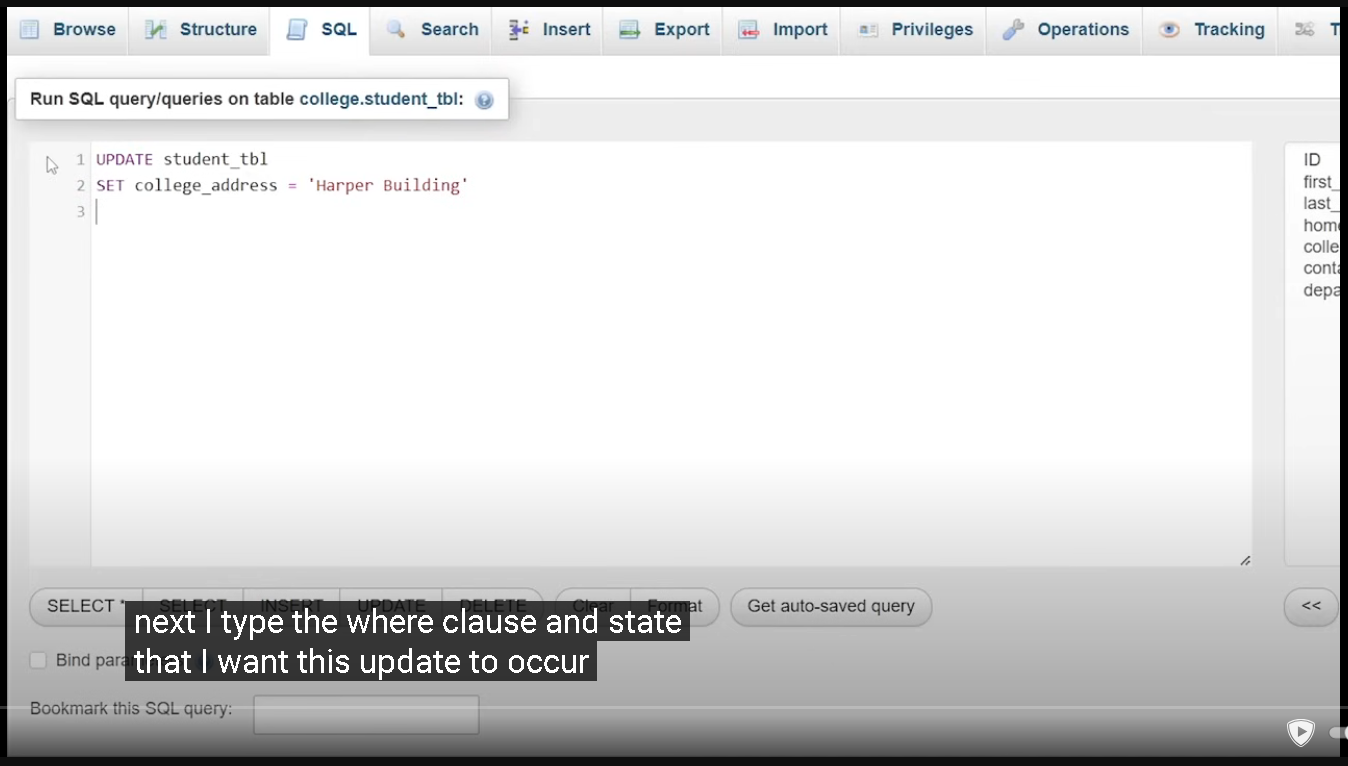 Browse Structure SQL Search Insert Export Import Privileges Operations Tracking T
Run SQL query/queries on table college.student_tbl:
1 UPDATE student_tbl
2 SET college_address = 'Harper Building'
3
ID
first_
last_
home
colle
conta
depa
SELECT * SELECT INSERT UPDATE DELETE Clear Format Get auto-saved query <<
next I type the where clause and state
that I want this update to occur
Bind para
Bookmark this SQL query: